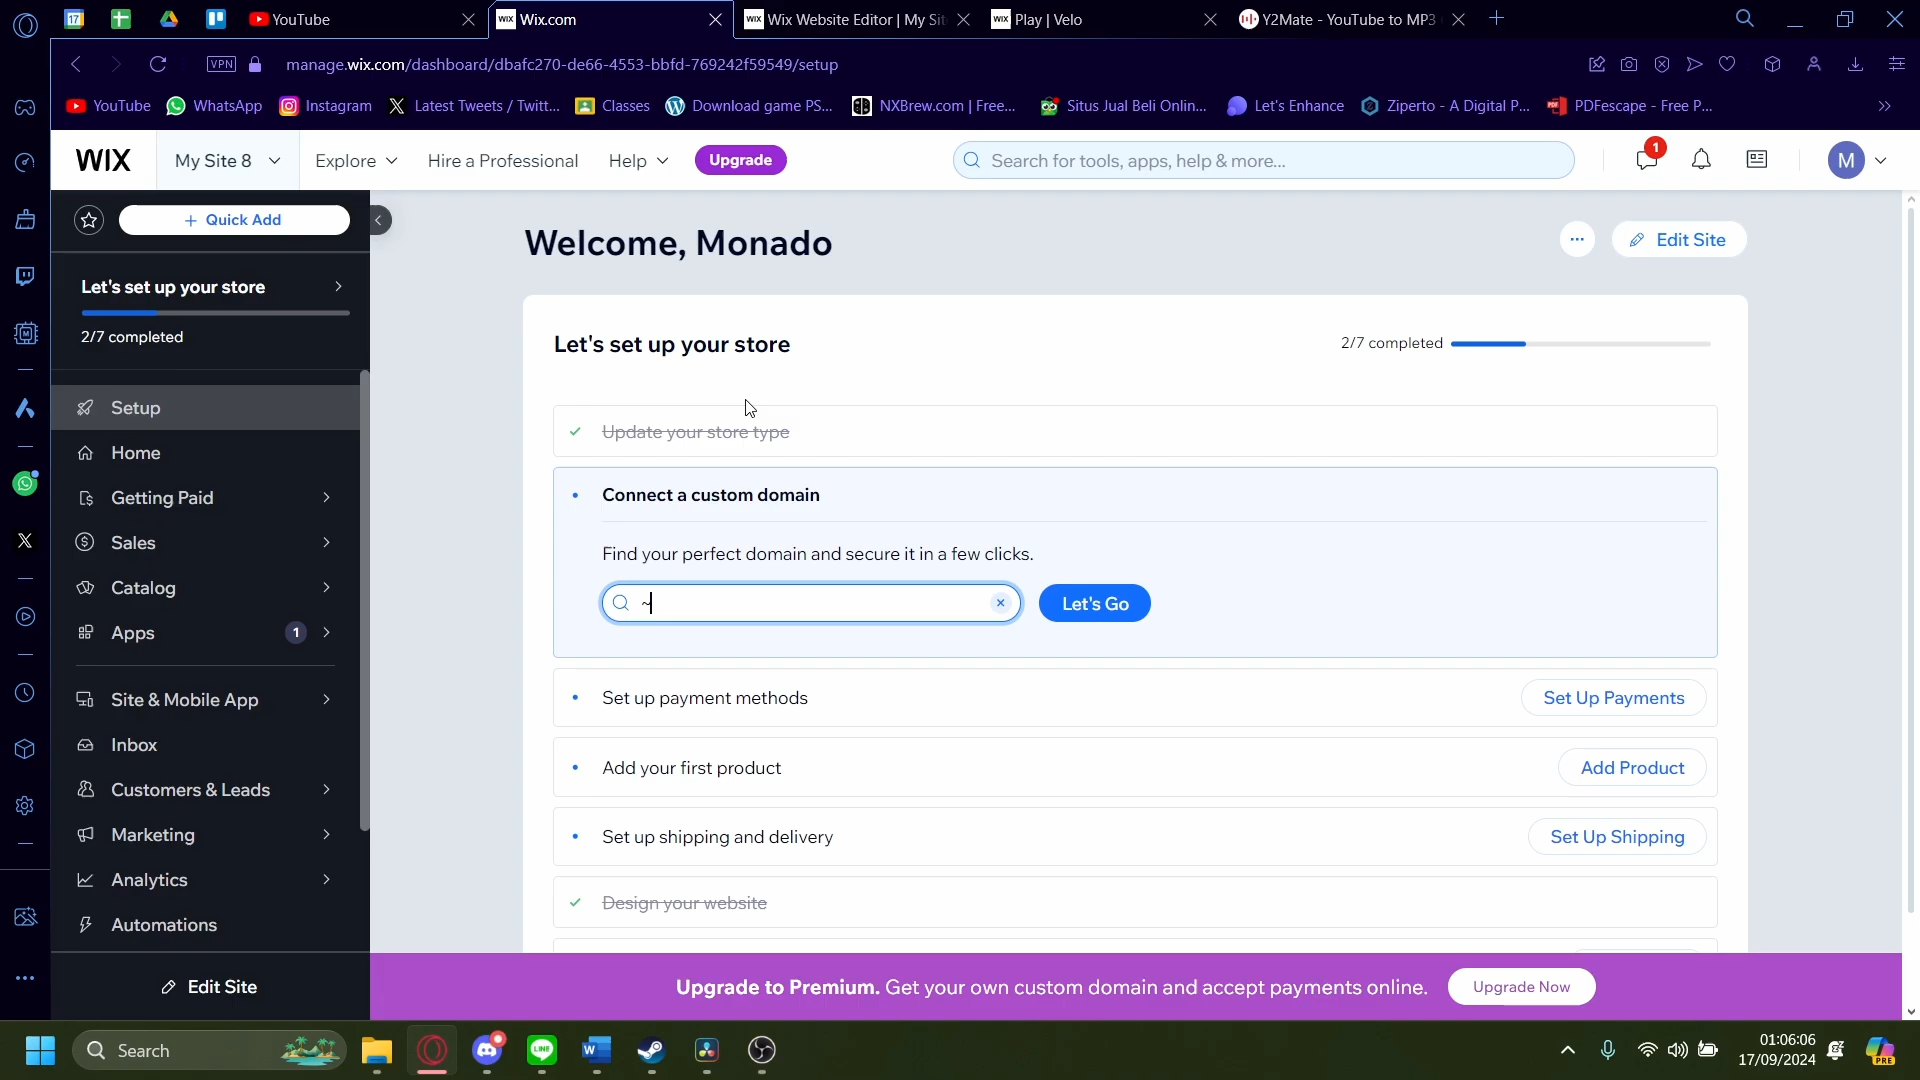 YouTube
Wix.com
Wix Website Editor | My Sit
Play | Velo
Y2Mate - YouTube to MP3
VPN
manage.wix.com/dashboard/dbafc270-de66-4553-bbfd-769242f59549/setup
YouTube
WhatsApp
Instagram
Latest Tweets / Twitt...
Classes
Download game PS...
NXBrew.com | Free...
Situs Jual Beli Onlin...
Let's Enhance
Ziperto - A Digital P...
PDFescape - Free P...
WIX
My Site 8
Explore
Hire a Professional
Help
Upgrade
Search for tools, apps, help & more...
1
M
+ Quick Add
Let's set up your store
2/7 completed
Setup
Home
Getting Paid
Sales
Catalog
Apps
1
Site & Mobile App
Inbox
Customers & Leads
Marketing
Analytics
Automations
Edit Site
Welcome, Monado
Edit Site
Let's set up your store
2/7 completed
Update your store type
Connect a custom domain
Find your perfect domain and secure it in a few clicks.
~
Let's Go
Set up payment methods
Set Up Payments
Add your first product
Add Product
Set up shipping and delivery
Set Up Shipping
Design your website
Upgrade to Premium. Get your own custom domain and accept payments online.
Upgrade Now
Search
01:06:06
17/09/2024